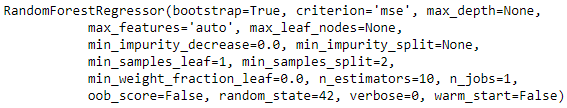 RandomForestRegressor(bootstrap=True, criterion='mse', max_depth=None,
max_features='auto', max_leaf_nodes=None,
min_impurity_decrease=0.0, min_impurity_split=None,
min_samples_leaf=1, min_samples_split=2,
min_weight_fraction_leaf=0.0, n_estimators=10, n_jobs=1,
oob_score=False, random_state=42, verbose=0, warm_start=False)